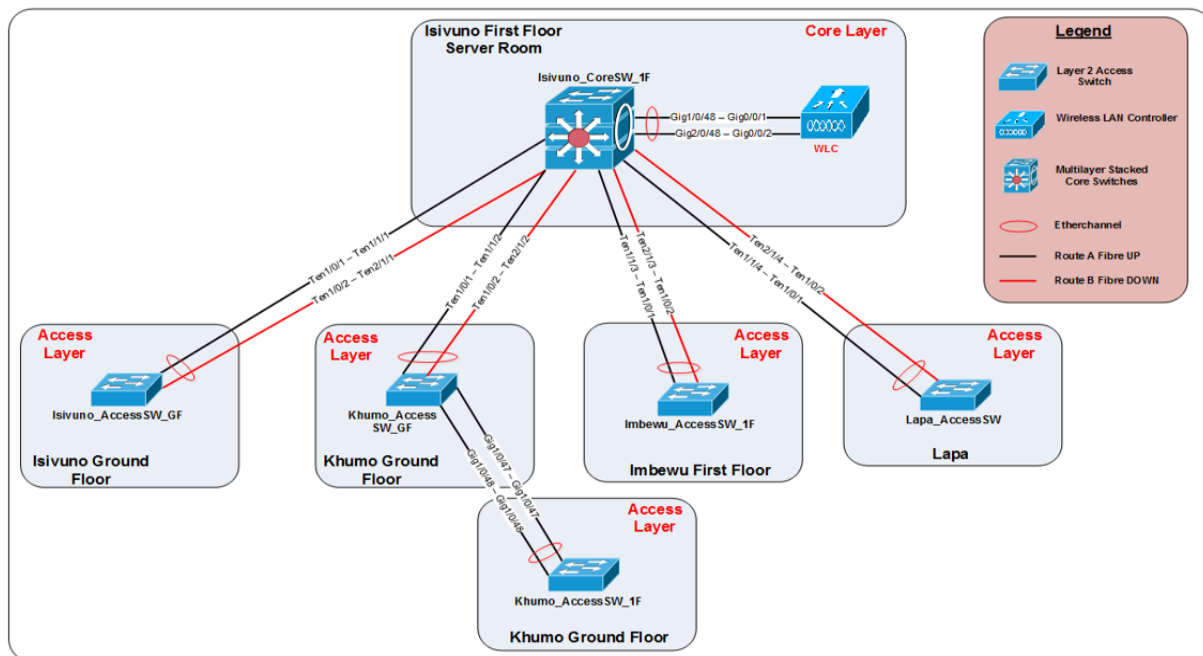 Isivuno First Floor
Server Room
Core Layer
Isivuno_CoreSW_1F
Gig1/0/48 – Gig0/0/1
Gig2/0/48 – Gig0/0/2
WLC
Legend
Layer 2 Access
Switch
Wireless LAN Controller
Multilayer Stacked
Core Switches
Etherchannel
Route A Fibre UP
Route B Fibre DOWN
Ten1/0/1 – Ten1/1/1
Ten1/0/2 – Ten2/1/1
Ten1/0/1 – Ten1/1/2
Ten1/0/2 – Ten2/1/2
Ten1/1/3 – Ten1/0/1
Ten2/1/3 – Ten1/0/2
Ten2/1/4 – Ten1/0/2
Ten1/1/4 – Ten1/0/1
Access
Layer
Isivuno_AccessSW_GF
Isivuno Ground
Floor
Access
Layer
Khumo_Access
SW_GF
Khumo Ground
Floor
Access
Layer
Imbewu_AccessSW_1F
Imbewu First Floor
Access
Layer
Lapa_AccessSW
Lapa
Gig1/0/47 – Gig1/0/47
Gig1/0/48 – Gig1/0/48
Access
Layer
Khumo_AccessSW_1F
Khumo Ground Floor